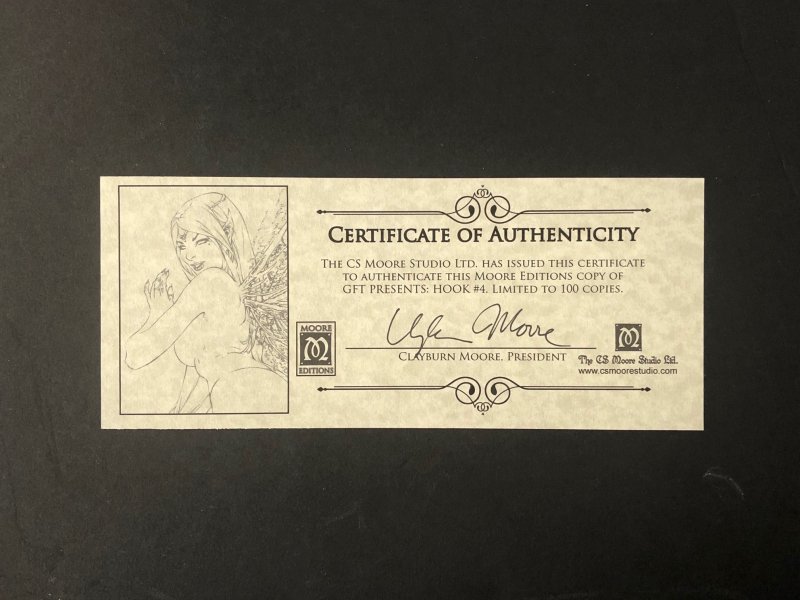 CERTIFICATE OF AUTHENTICITY
THE CS MOORE STUDIO LTD. HAS ISSUED THIS CERTIFICATE
TO AUTHENTICATE THIS MOORE EDITIONS COPY OF
GFT PRESENTS: HOOK #4. LIMITED TO 100 COPIES.
MOORE
M
EDITIONS
Clayburn Moore
CLAYBURN MOORE, PRESIDENT
M
The CS Moore Studio Ltd.
www.csmoorestudio.com